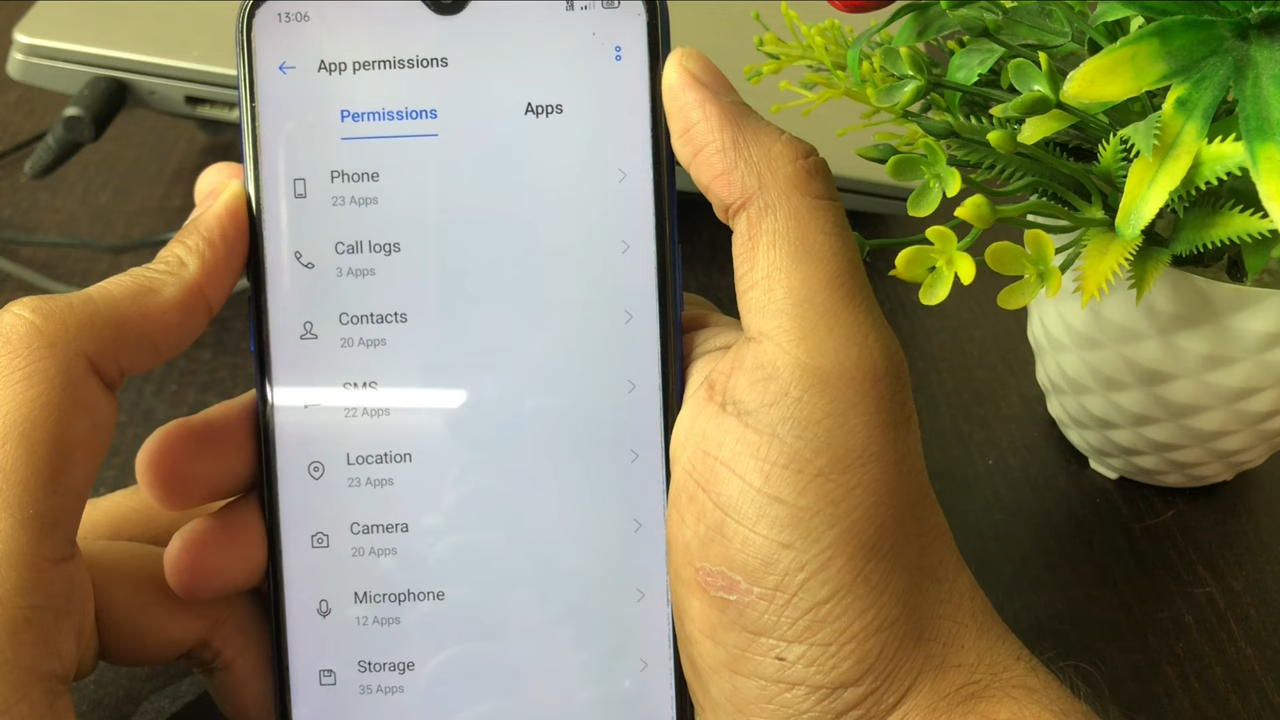 13:06
68
App permissions
Permissions
Apps
Phone
23 Apps
Call logs
3 Apps
Contacts
20 Apps
SMS
22 Apps
Location
23 Apps
Camera
20 Apps
Microphone
12 Apps
Storage
35 Apps